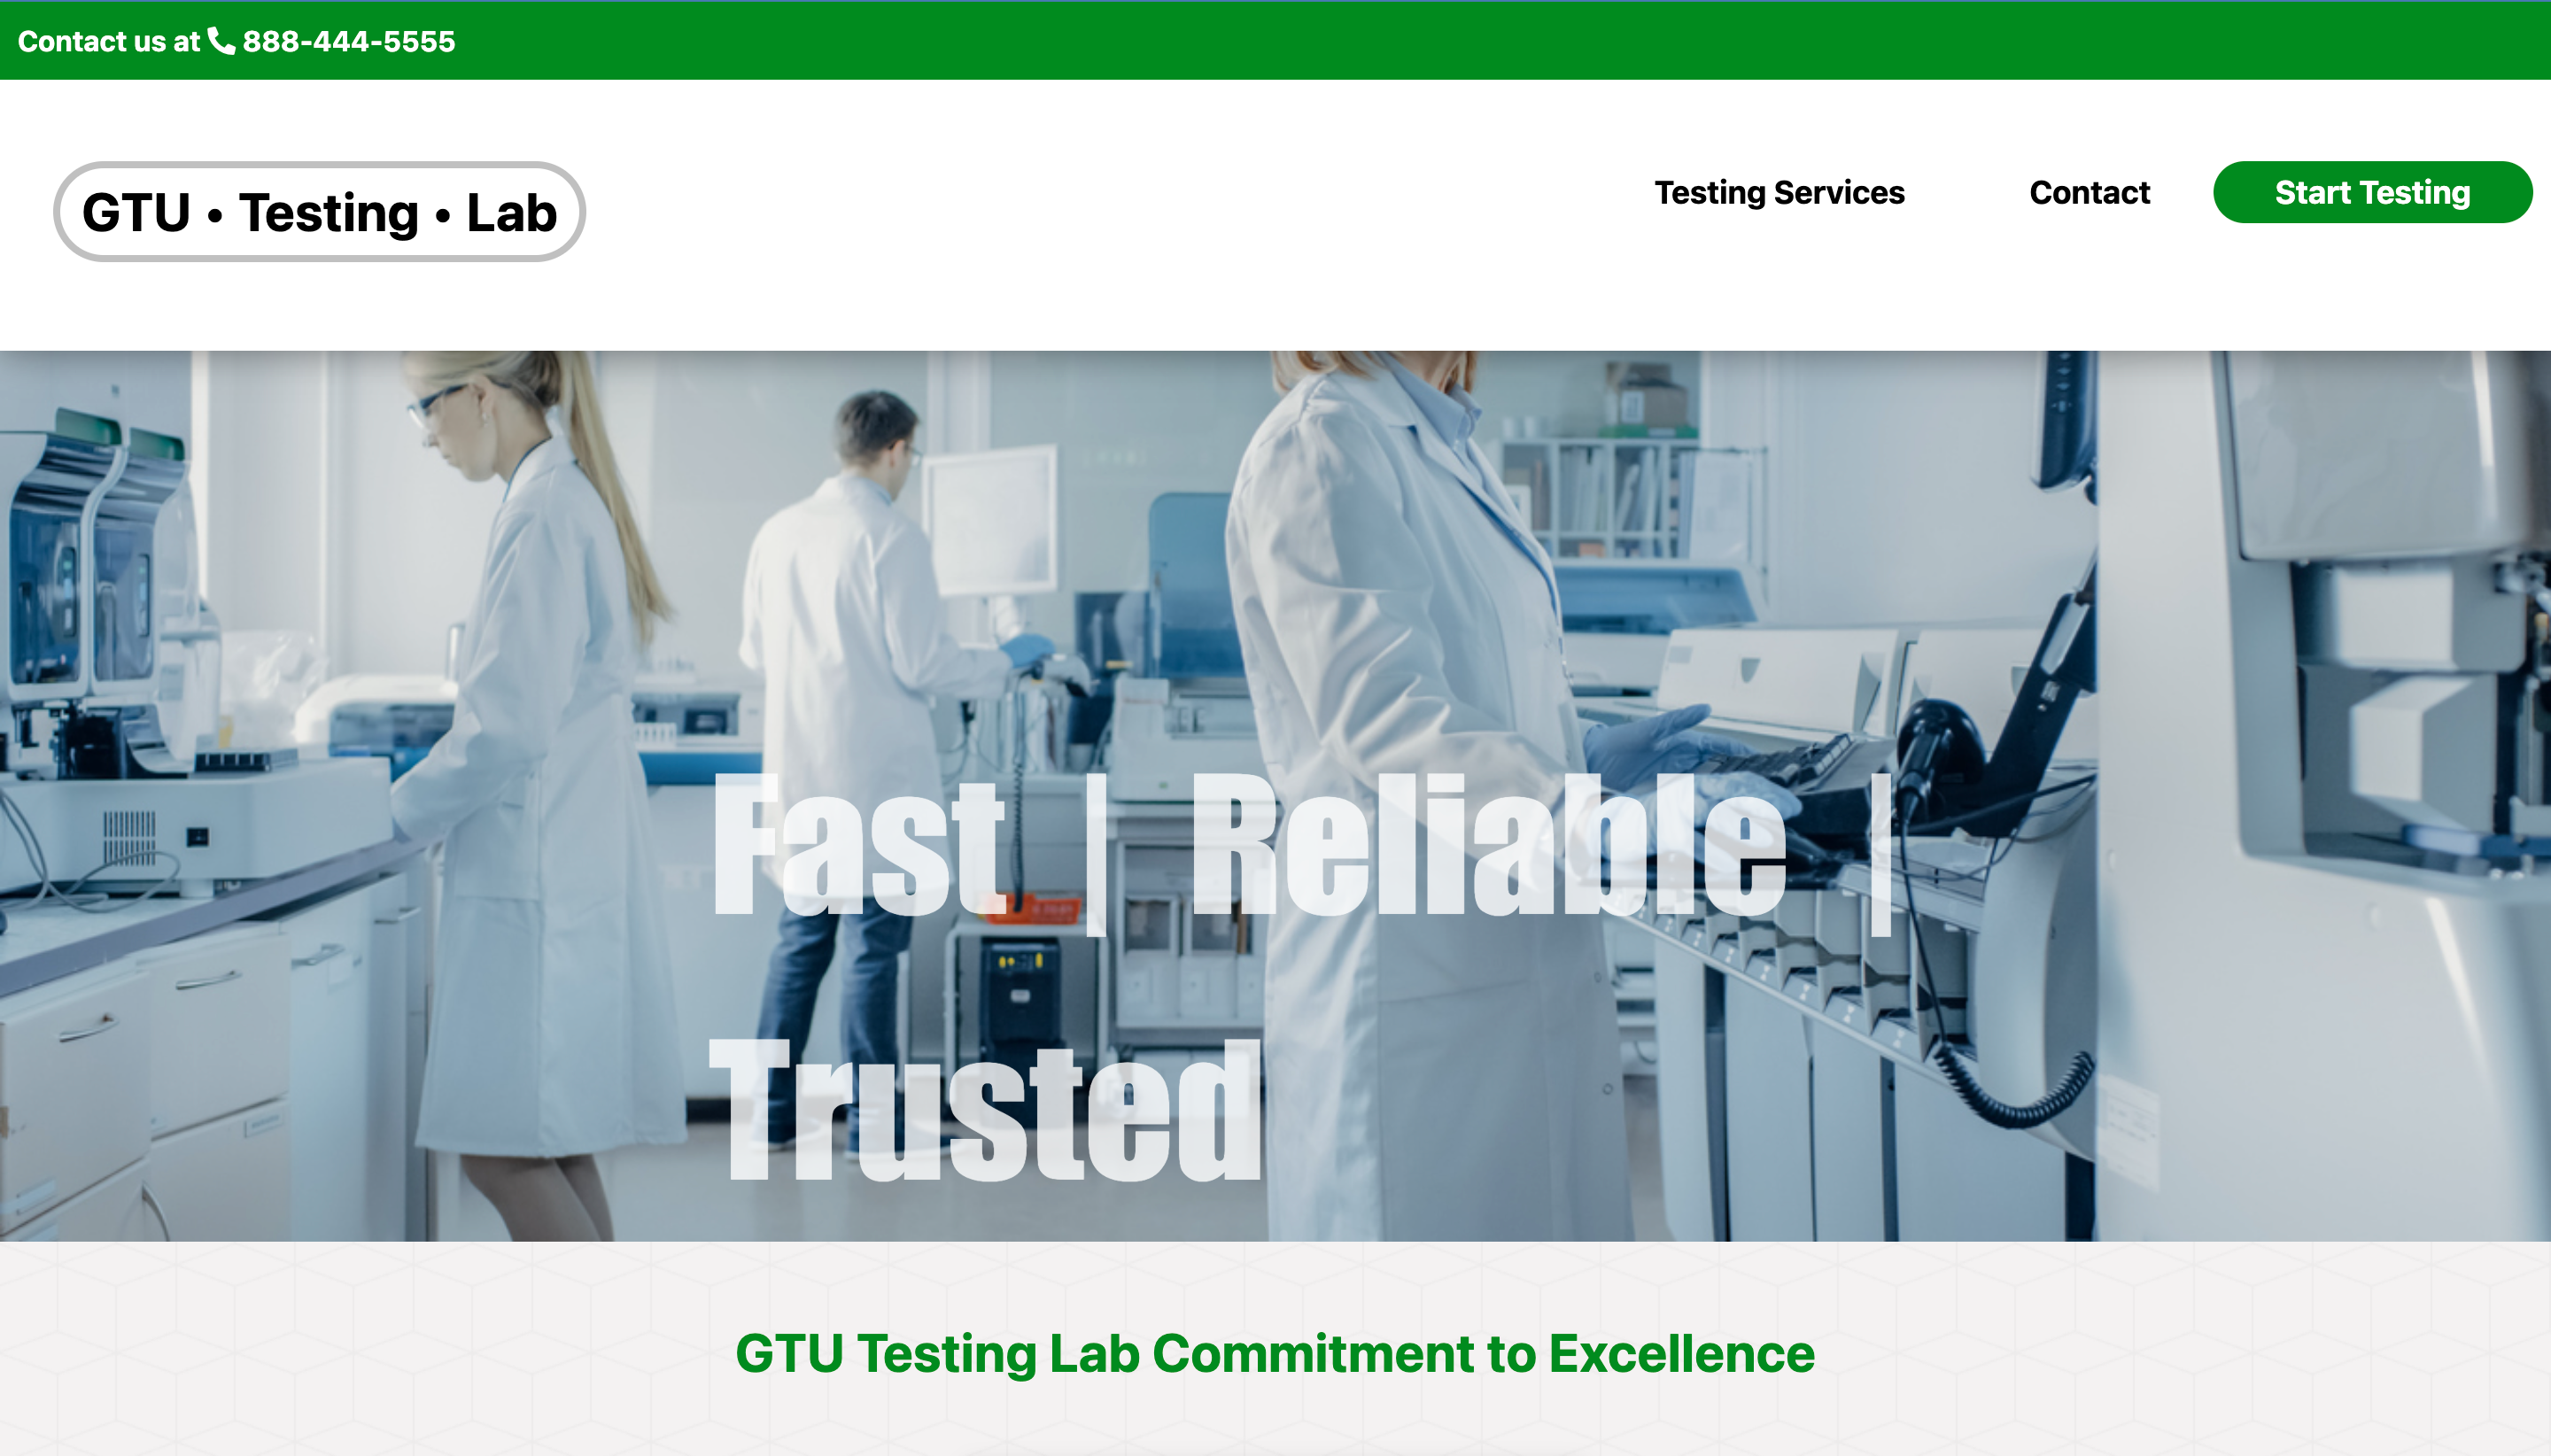 Contact us at 888-444-5555
GTU • Testing • Lab
Testing Services
Contact
Start Testing
Fast | Reliable |
Trusted
GTU Testing Lab Commitment to Excellence